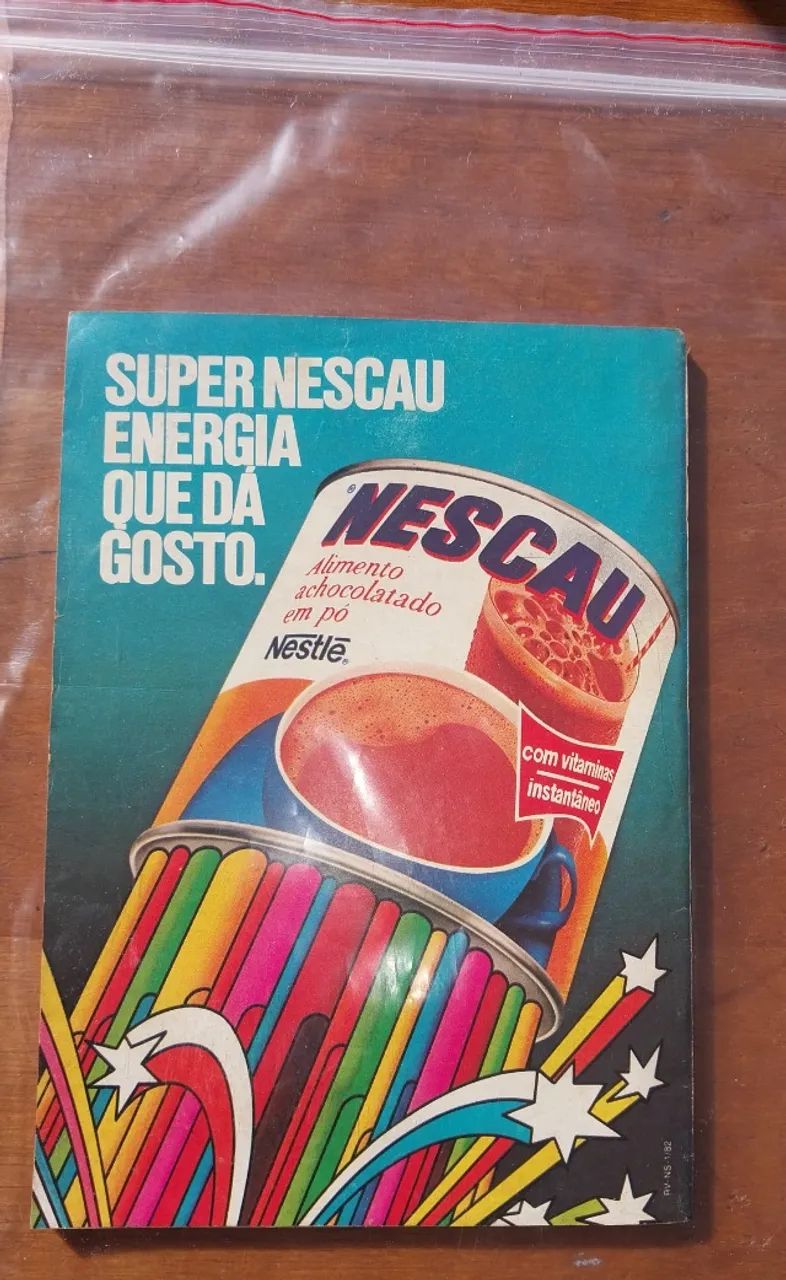 SUPER NESCAU
ENERGIA
QUE DÁ
GOSTO.
® NESCAU
Alimento
achocolatado
em pó
Nestlé®
com vitaminas
instantâneo
RV-NS-1/82